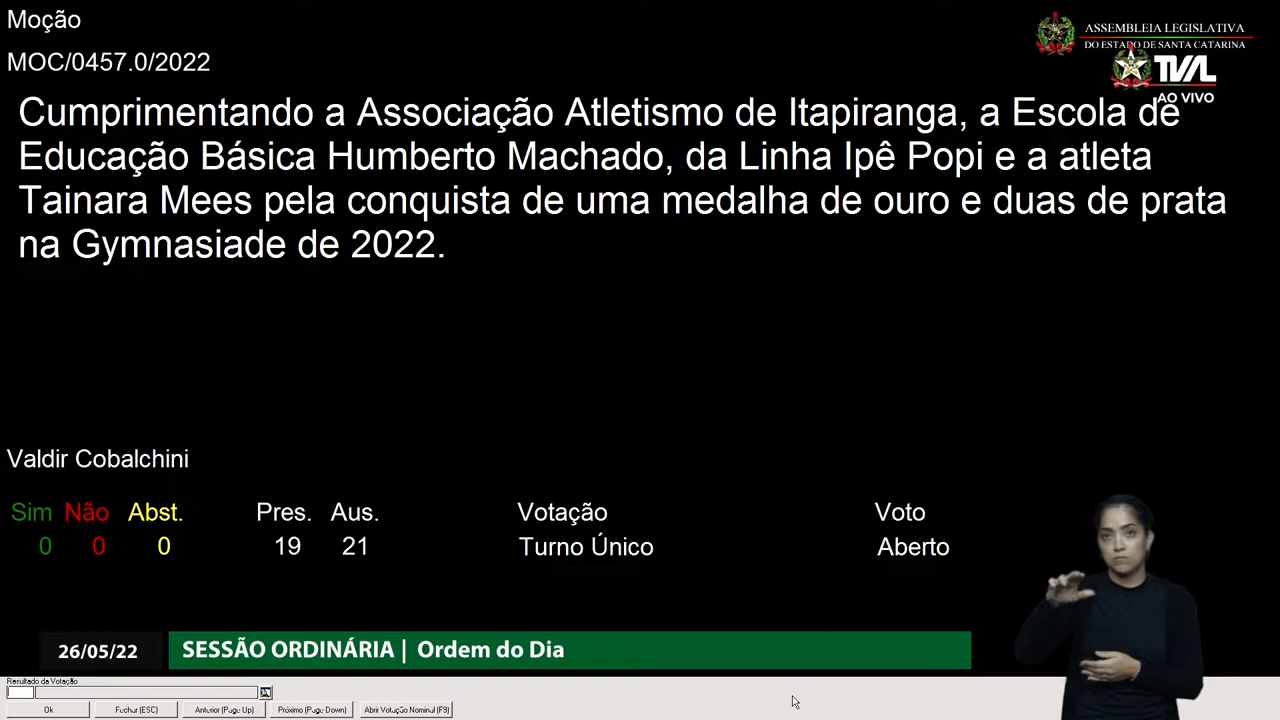 Moção
MOC/0457.0/2022
ASSEMBLEIA LEGISLATIVA
DO ESTADO DE SANTA CATARINA
TVAL
AO VIVO
Cumprimentando a Associação Atletismo de Itapiranga, a Escola de
Educação Básica Humberto Machado, da Linha Ipê Popi e a atleta
Tainara Mees pela conquista de uma medalha de ouro e duas de prata
na Gymnasiade de 2022.
Valdir Cobalchini
Sim Não Abst. Pres. Aus. Votação Voto
0 0 0 19 21 Turno Único Aberto
26/05/22 SESSÃO ORDINÁRIA | Ordem do Dia
Resultado da Votação
Ok Fechar (ESC) Anterior (Page Up) Próximo (Page Down) Abrir Votação Nominal (F9)